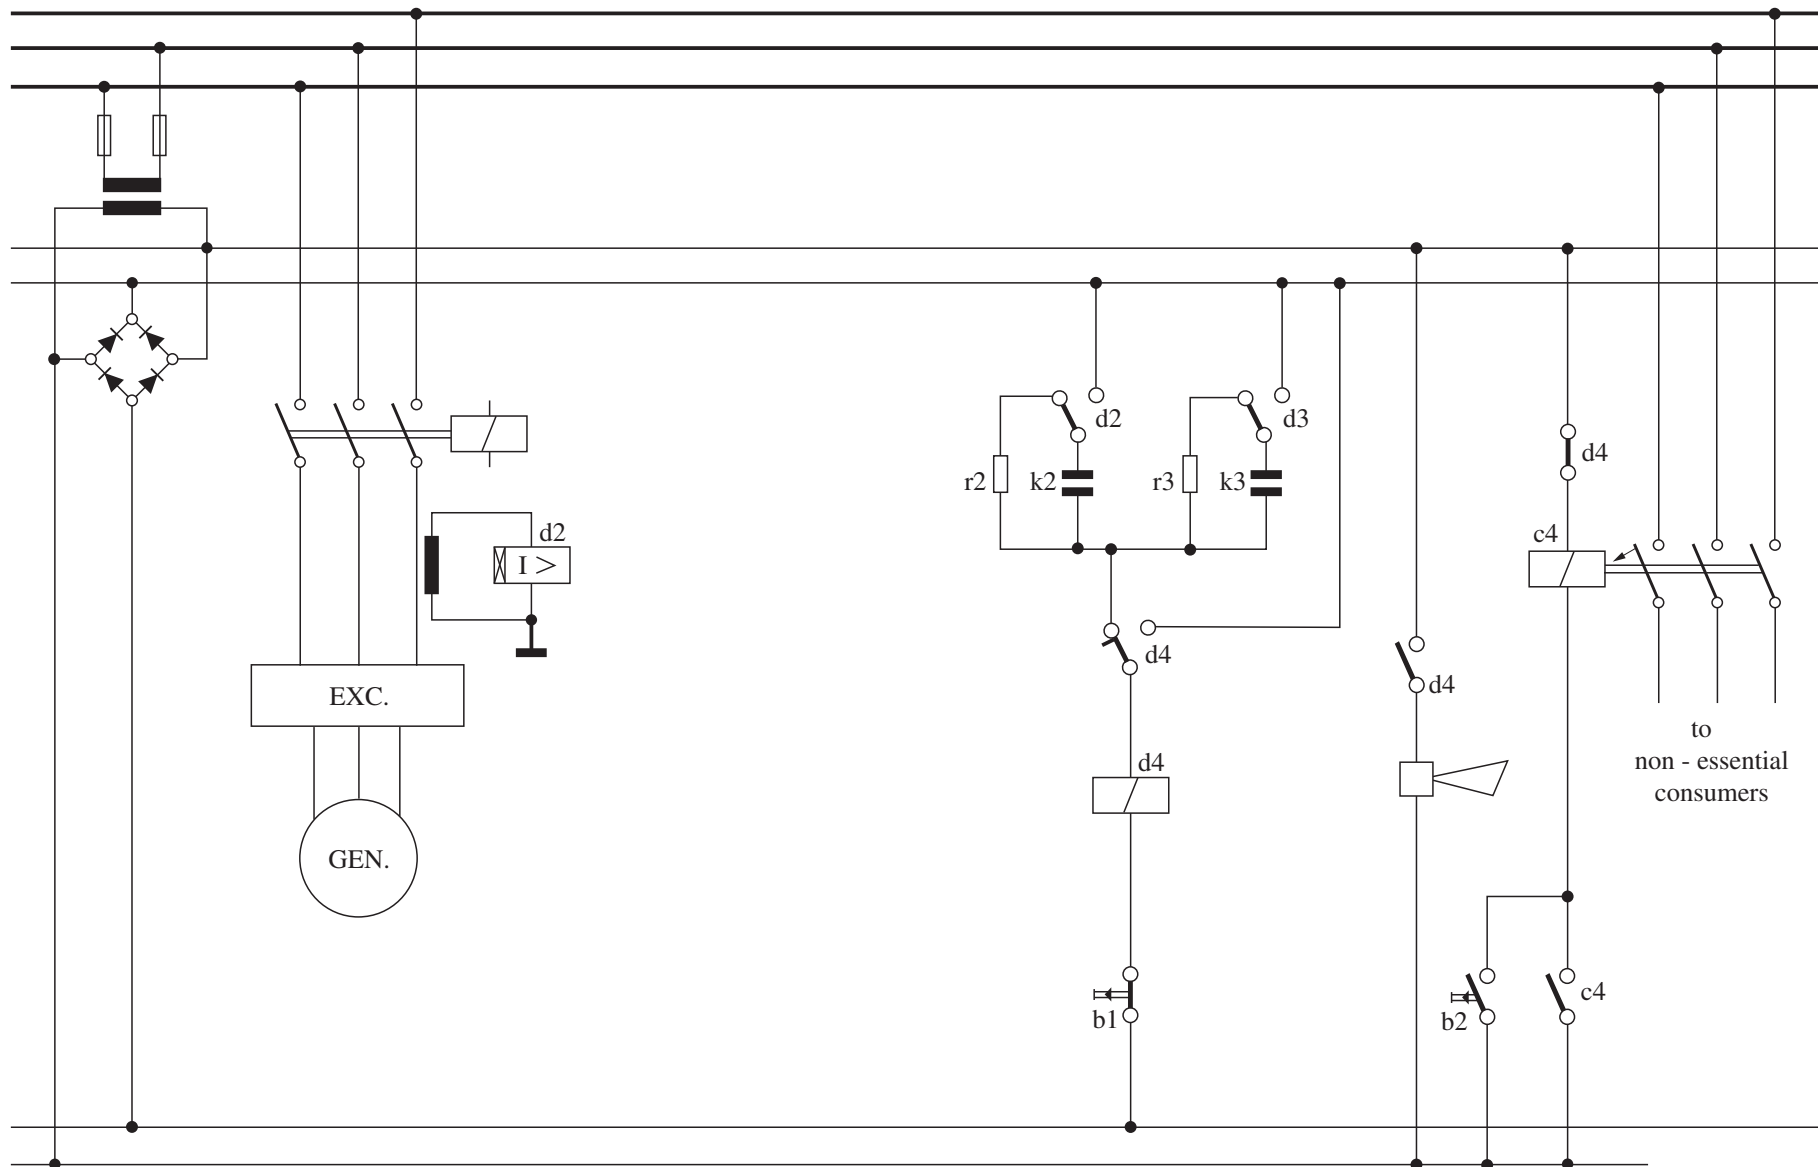 d2
d3
r2
k2
r3
k3
d4
c4
d2
I >
d4
d4
EXC.
to
non - essential
consumers
d4
GEN.
c4
b1
b2